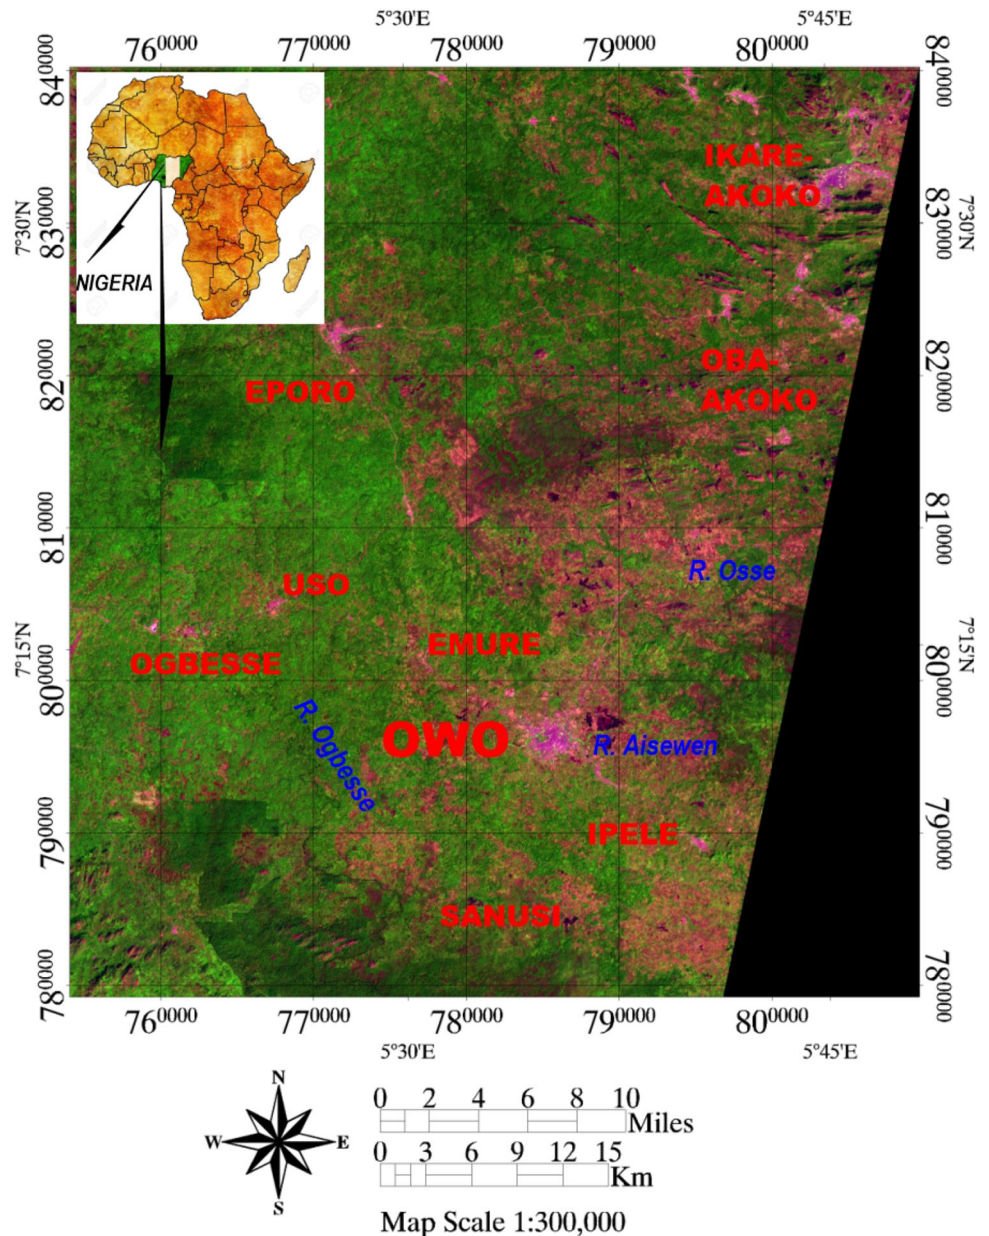 5°30'E 5°45'E
760000 770000 780000 790000 800000
840000 840000
IKARE-
AKOKO
7°30'N 7°30'N
830000 830000
NIGERIA
OBA-
AKOKO
820000 820000
EPORO
810000 810000
R. Osse
USO
EMURE
7°15'N 7°15'N
OGBESSE
800000 800000
R. Ogbesse
OWO
R. Aisewen
790000 790000
IPELE
SANUSI
780000 780000
760000 770000 780000 790000 800000
5°30'E 5°45'E
N
W E
S
0 2 4 6 8 10
Miles
0 3 6 9 12 15
Km
Map Scale 1:300,000